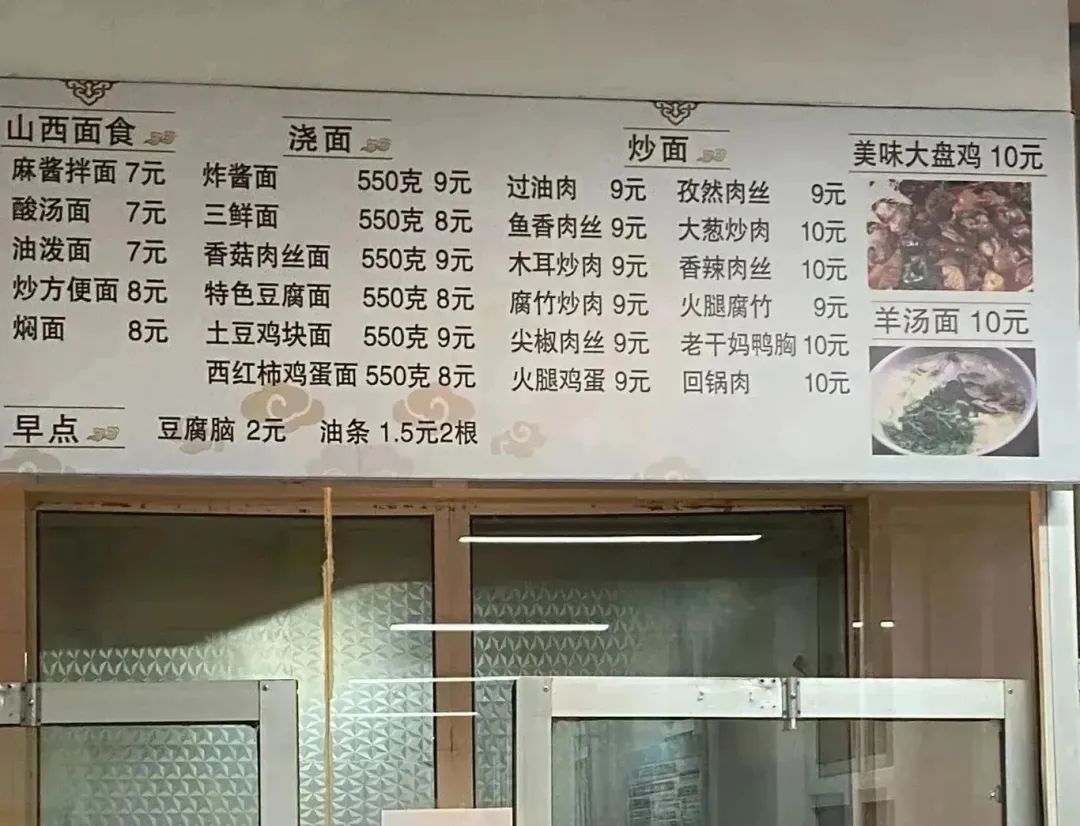 山西面食
麻酱拌面 7元
酸汤面 7元
油泼面 7元
炒方便面 8元
焖面 8元
浇面
炸酱面 550克 9元
三鲜面 550克 8元
香菇肉丝面 550克 9元
特色豆腐面 550克 8元
土豆鸡块面 550克 9元
西红柿鸡蛋面 550克 8元
炒面
过油肉 9元
鱼香肉丝 9元
木耳炒肉 9元
腐竹炒肉 9元
尖椒肉丝 9元
火腿鸡蛋 9元
孜然肉丝 9元
大葱炒肉 10元
香辣肉丝 10元
火腿腐竹 9元
老干妈鸭胸 10元
回锅肉 10元
美味大盘鸡 10元
羊汤面 10元
早点
豆腐脑 2元 油条 1.5元2根